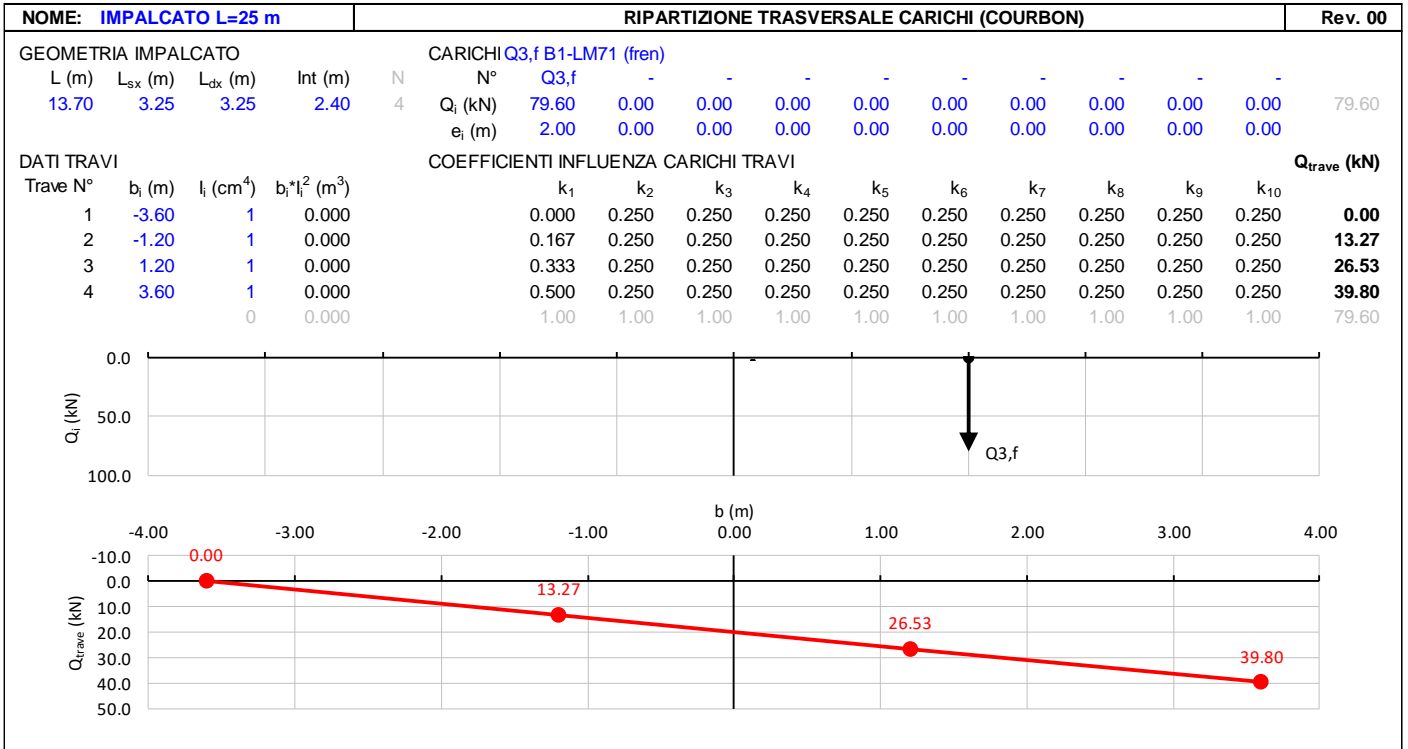 NOME: IMPALCATO L=25 m RIPARTIZIONE TRASVERSALE CARICHI (COURBON) Rev. 00
GEOMETRIA IMPALCATO CARICHI Q3,f B1-LM71 (fren)
L (m) Lsx (m) Ldx (m) Int (m) N N° Q3,f - - - - - - - - -
13.70 3.25 3.25 2.40 4 Qi (kN) 79.60 0.00 0.00 0.00 0.00 0.00 0.00 0.00 0.00 0.00 79.60
ei (m) 2.00 0.00 0.00 0.00 0.00 0.00 0.00 0.00 0.00 0.00
DATI TRAVI COEFFICIENTI INFLUENZA CARICHI TRAVI Qtrave (kN)
Trave N° bi (m) Ii (cm4) bi*Ii2 (m3) k1 k2 k3 k4 k5 k6 k7 k8 k9 k10
1 -3.60 1 0.000 0.000 0.250 0.250 0.250 0.250 0.250 0.250 0.250 0.250 0.250 0.00
2 -1.20 1 0.000 0.167 0.250 0.250 0.250 0.250 0.250 0.250 0.250 0.250 0.250 13.27
3 1.20 1 0.000 0.333 0.250 0.250 0.250 0.250 0.250 0.250 0.250 0.250 0.250 26.53
4 3.60 1 0.000 0.500 0.250 0.250 0.250 0.250 0.250 0.250 0.250 0.250 0.250 39.80
0 0.000 1.00 1.00 1.00 1.00 1.00 1.00 1.00 1.00 1.00 1.00 79.60
0.0
-
50.0
Qi (kN)
Q3,f
100.0
b (m)
-4.00 -3.00 -2.00 -1.00 0.00 1.00 2.00 3.00 4.00
-10.0
0.00
0.0
13.27
10.0
26.53
20.0
Qtrave (kN)
30.0
39.80
40.0
50.0